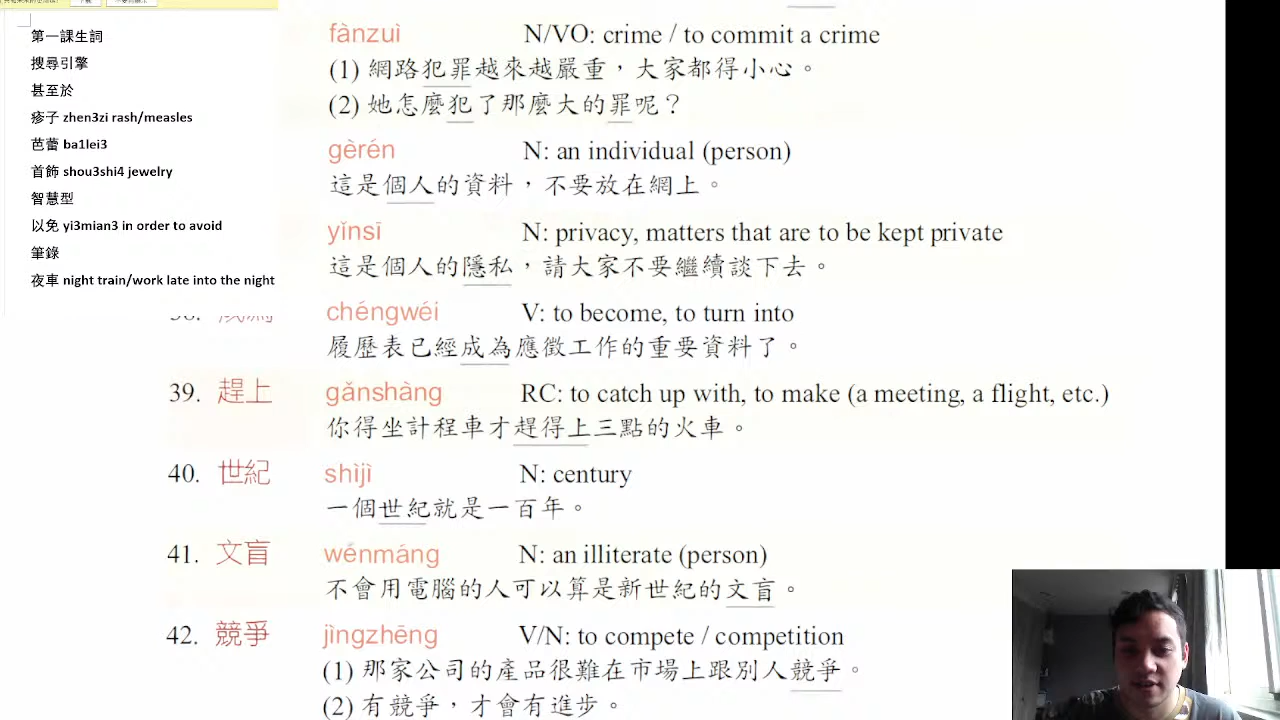 第一課生詞
搜尋引擎
甚至於
疹子 zhen3zi rash/measles
芭蕾 ba1lei3
首飾 shou3shi4 jewelry
智慧型
以免 yi3mian3 in order to avoid
筆錄
夜車 night train/work late into the night
fànzuì N/VO: crime / to commit a crime
(1) 網路犯罪越來越嚴重，大家都得小心。
(2) 她怎麼犯了那麼大的罪呢？
gèrén N: an individual (person)
這是個人的資料，不要放在網上。
yǐnsī N: privacy, matters that are to be kept private
這是個人的隱私，請大家不要繼續談下去。
chéngwéi V: to become, to turn into
履歷表已經成為應徵工作的重要資料了。
39. 趕上 gǎnshàng RC: to catch up with, to make (a meeting, a flight, etc.)
你得坐計程車才趕得上三點的火車。
40. 世紀 shìjì N: century
一個世紀就是一百年。
41. 文盲 wénmáng N: an illiterate (person)
不會用電腦的人可以算是新世紀的文盲。
42. 競爭 jìngzhēng V/N: to compete / competition
(1) 那家公司的產品很難在市場上跟別人競爭。
(2) 有競爭，才會有進步。